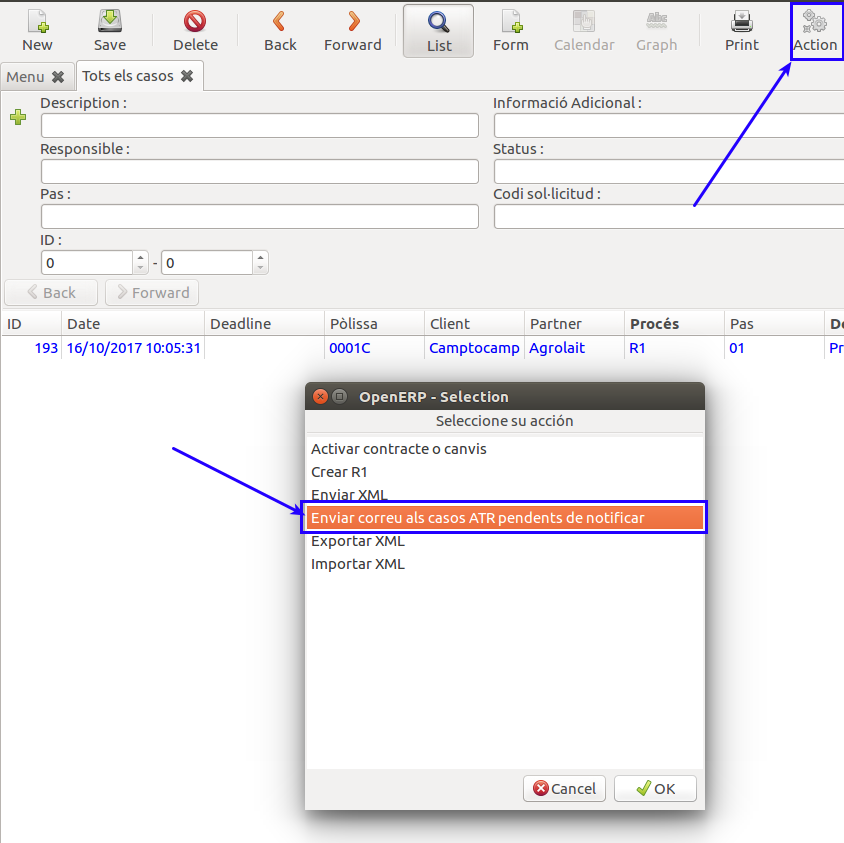 New Save Delete Back Forward List Form Calendar Graph Print Action
Menu Tots els casos
Description : Informació Adicional :
Responsible : Status :
Pas : Codi sol·licitud :
ID :
0 - 0
Back Forward
ID Date Deadline Pòlissa Client Partner Procés Pas
193 16/10/2017 10:05:31 0001C Camptocamp Agrolait R1 01
OpenERP - Selection
Seleccione su acción
Activar contracte o canvis
Crear R1
Enviar XML
Enviar correu als casos ATR pendents de notificar
Exportar XML
Importar XML
Cancel OK